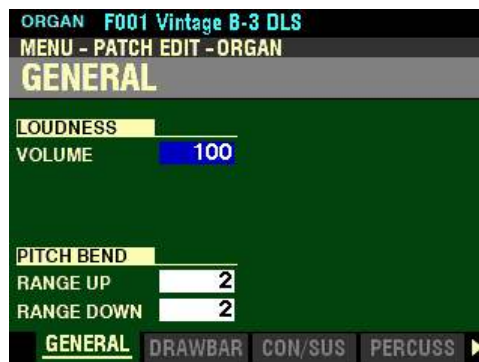 ORGAN F001 Vintage B-3 DLS
MENU - PATCH EDIT - ORGAN
GENERAL
LOUDNESS
VOLUME 100
PITCH BEND
RANGE UP 2
RANGE DOWN 2
GENERAL DRAWBAR CON/SUS PERCUSS